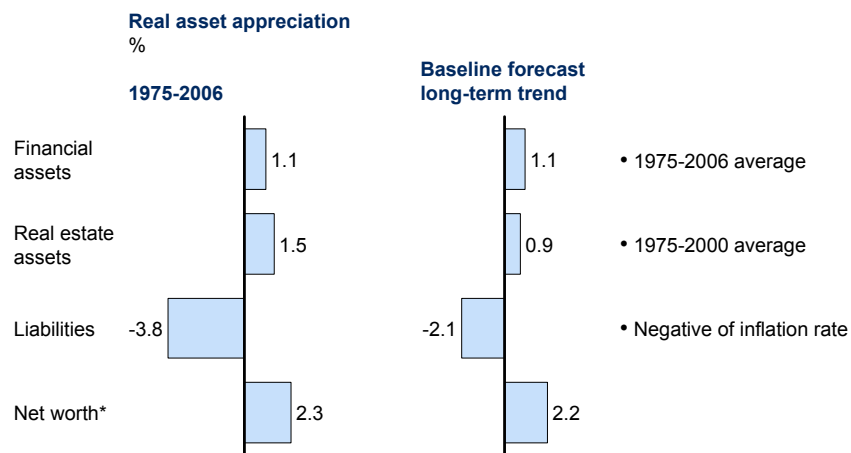 Real asset appreciation
%
1975-2006
Baseline forecast
long-term trend
Financial
assets
1.1
1.1
• 1975-2006 average
Real estate
assets
1.5
0.9
• 1975-2000 average
Liabilities
-3.8
-2.1
• Negative of inflation rate
Net worth*
2.3
2.2